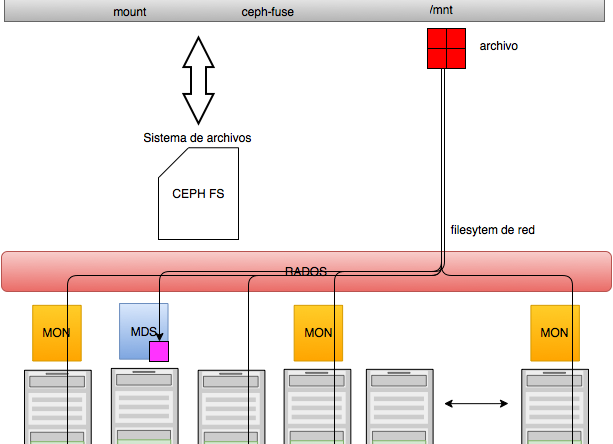 mount
ceph-fuse
/mnt
archivo
Sistema de archivos
CEPH FS
filesytem de red
RADOS
MON
MDS
MON
MON